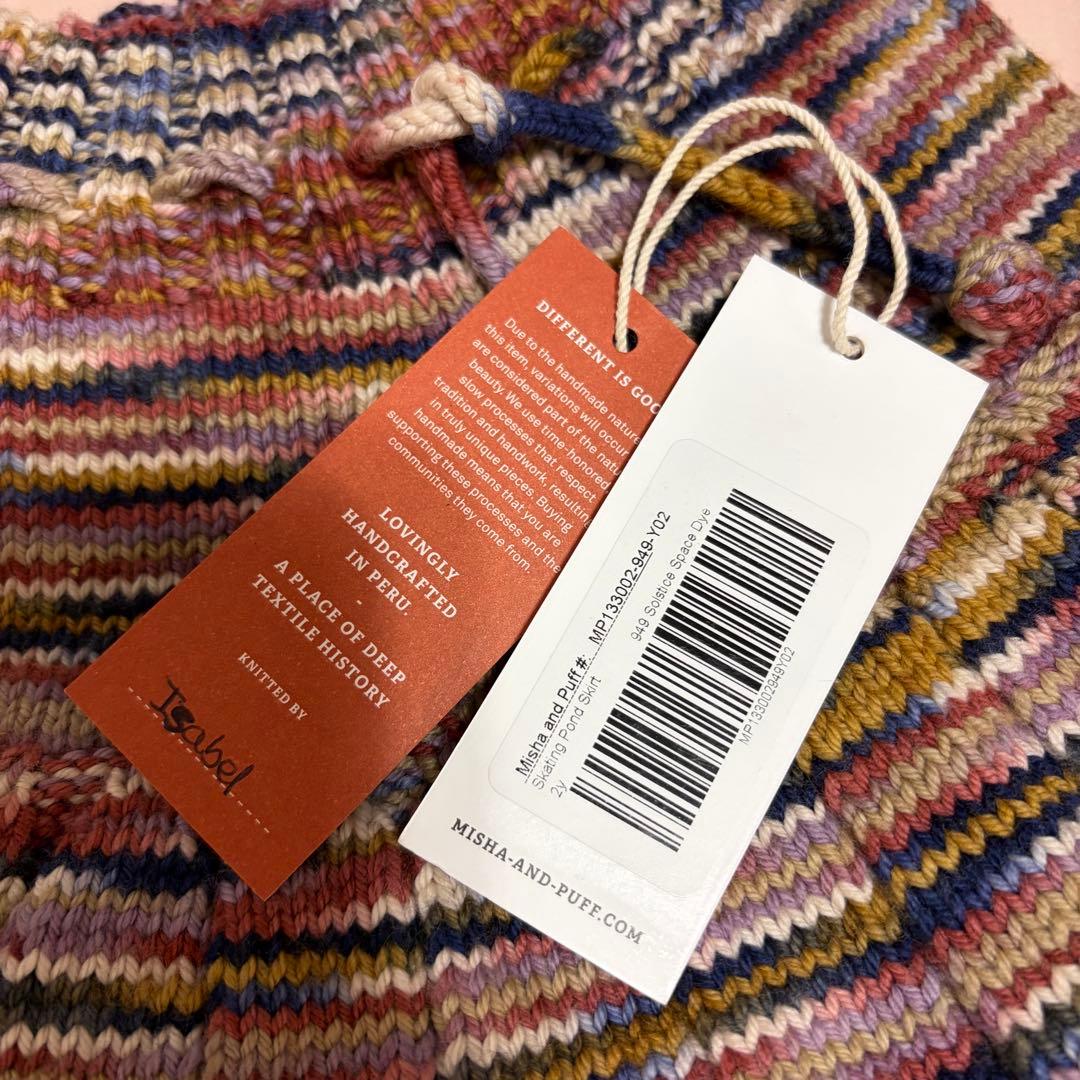 DIFFERENT IS
Due to the handmade nature
this item, variations will occur
are considered part of the
beauty. We use time-honored
slow processes that respect
tradition and handwork, resulting
in truly unique pieces. Buying
handmade means that you are
supporting these processes and the
communities they come from.
LOVINGLY
HANDCRAFTED
IN PERU
-
A PLACE OF DEEP
TEXTILE HISTORY
KNITTED BY
Isabel
Misha and Puff #: MP133002-949-Y02
Skating Pond Skirt 949 Solstice Space Dye
2y
MP133002949Y02
MISHA-AND-PUFF.COM